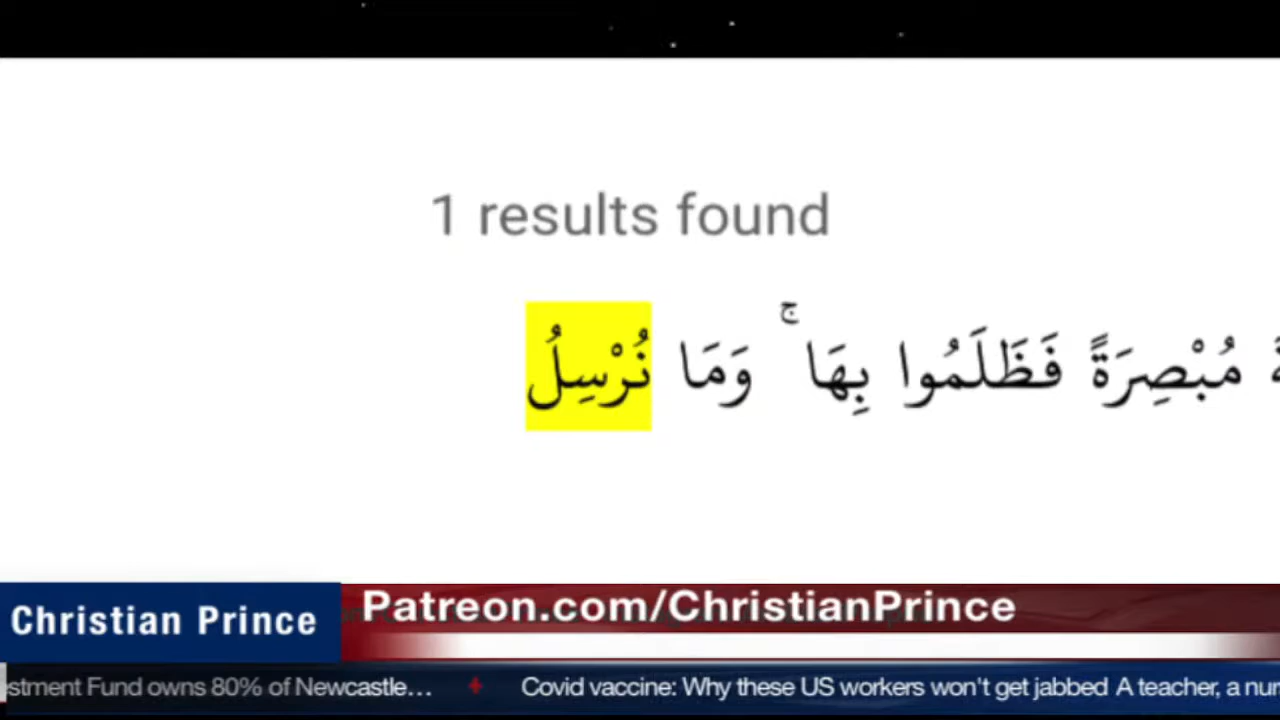 1 results found
مُبْصِرَةً فَظَلَمُوا بِهَا ۚ وَمَا نُرْسِلُ
Christian Prince
Patreon.com/ChristianPrince
estment Fund owns 80% of Newcastle... Covid vaccine: Why these US workers won't get jabbed A teacher, a nur